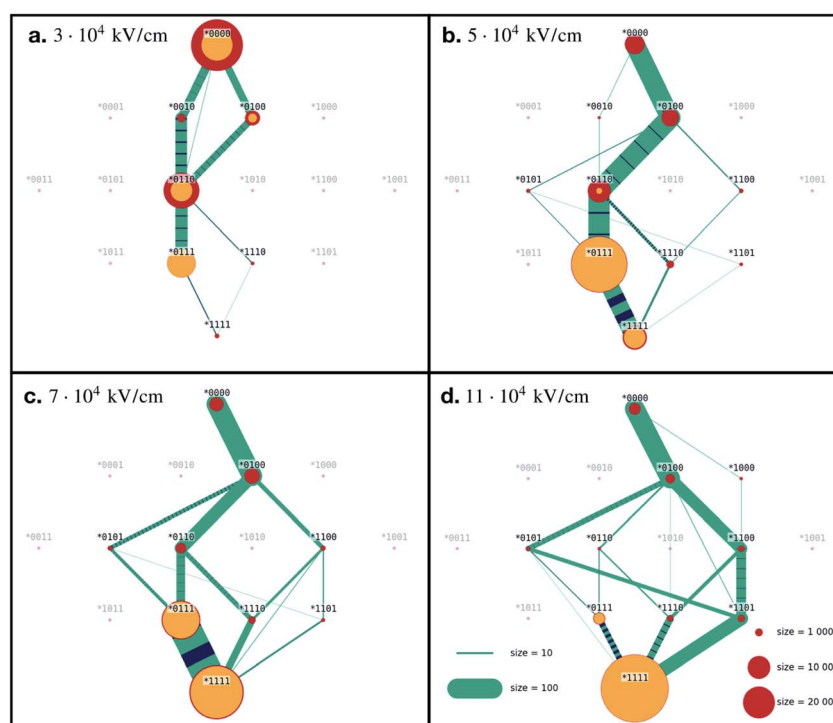 a. 3 · 10⁴ kV/cm
*0000
*0001 *0010 *0100 *1000
*0011 *0101 *0110 *1010 *1100 *1001
*1011 *0111 *1110 *1101
*1111
b. 5 · 10⁴ kV/cm
*0000
*0001 *0010 *0100 *1000
*0011 *0101 *0110 *1010 *1100 *1001
*1011 *0111 *1110 *1101
*1111
c. 7 · 10⁴ kV/cm
*0000
*0001 *0010 *0100 *1000
*0011 *0101 *0110 *1010 *1100 *1001
*1011 *0111 *1110 *1101
*1111
d. 11 · 10⁴ kV/cm
*0000
*0001 *0010 *0100 *1000
*0011 *0101 *0110 *1010 *1100 *1001
*1011 *0111 *1110 *1101
*1111
size = 10
size = 100
size = 1 000
size = 10 00
size = 20 00